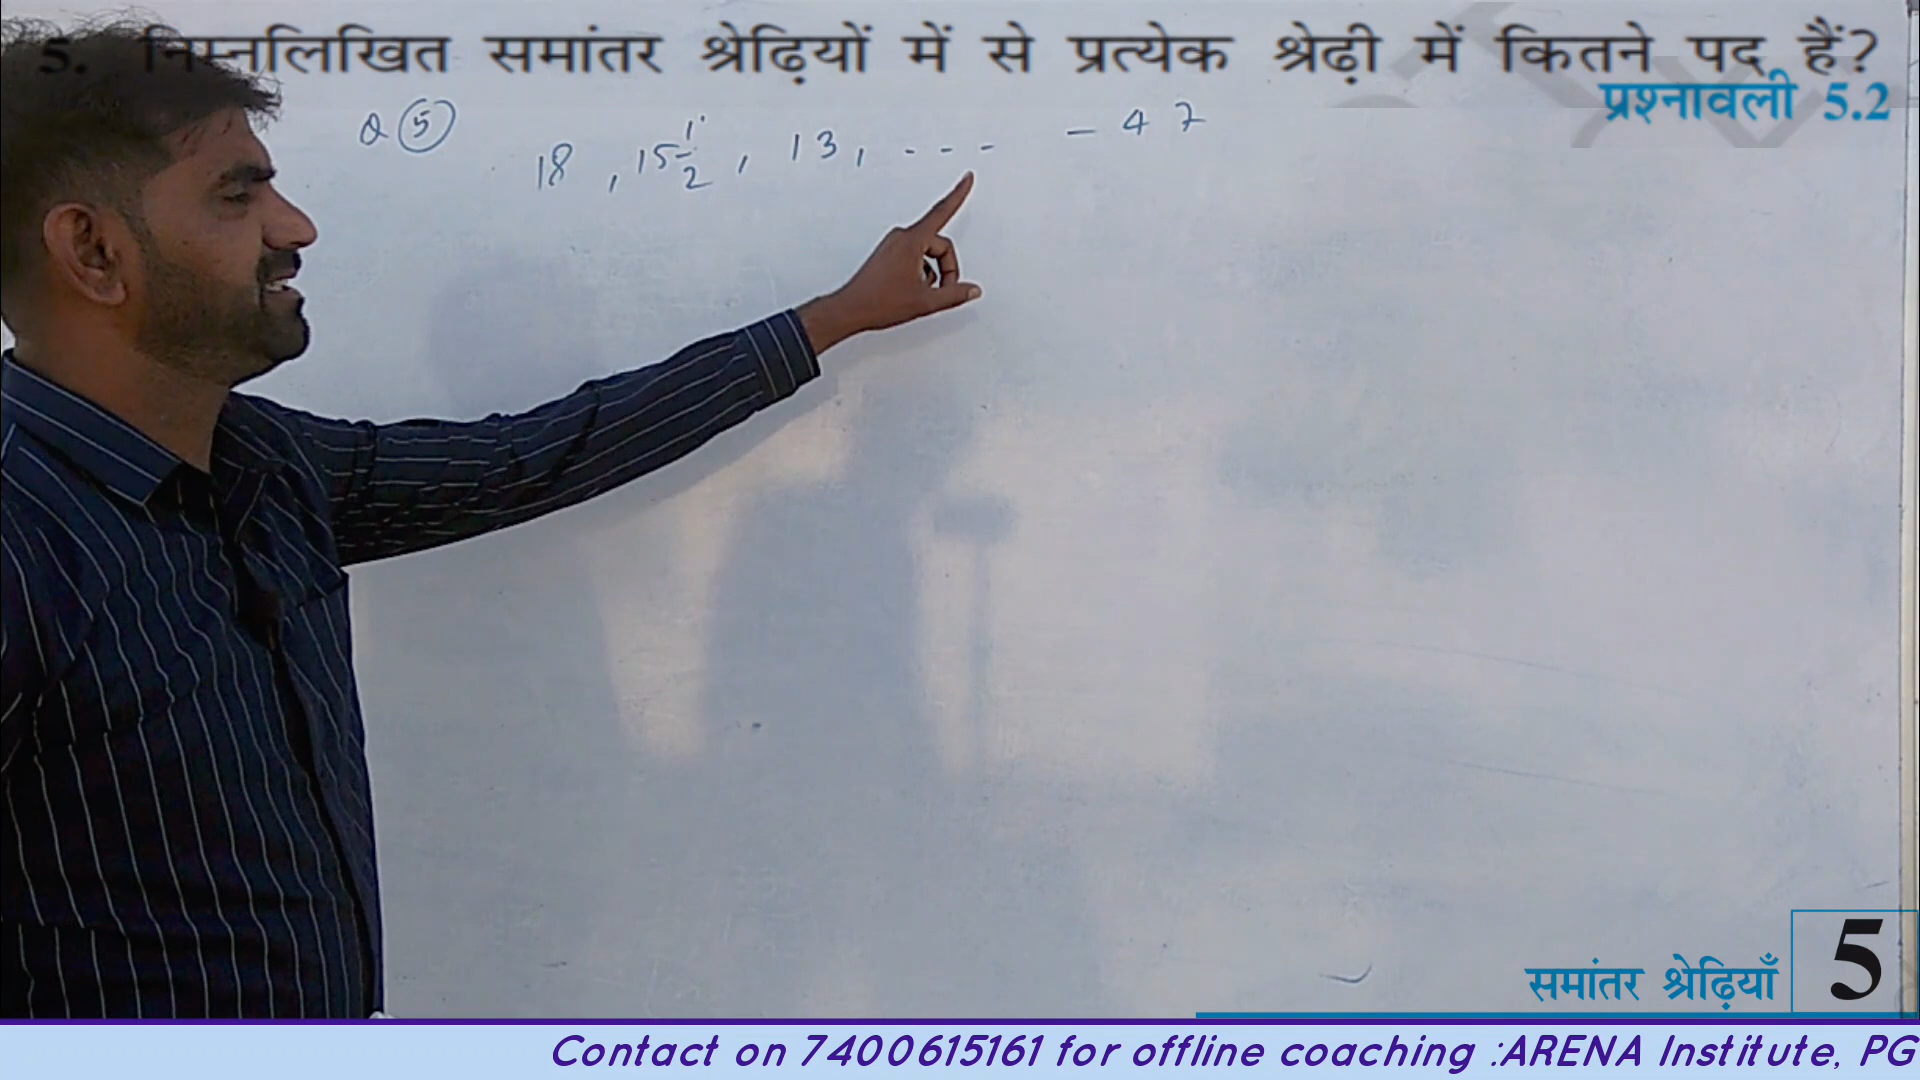 5. निम्नलिखित समांतर श्रेढ़ियों में से प्रत्येक श्रेढ़ी में कितने पद हैं?
प्रश्नावली 5.2
Q 5
18 , 15 1/2 , 13 , - - - - 47
समांतर श्रेढ़ियाँ 5
Contact on 7400615161 for offline coaching :ARENA Institute, PG